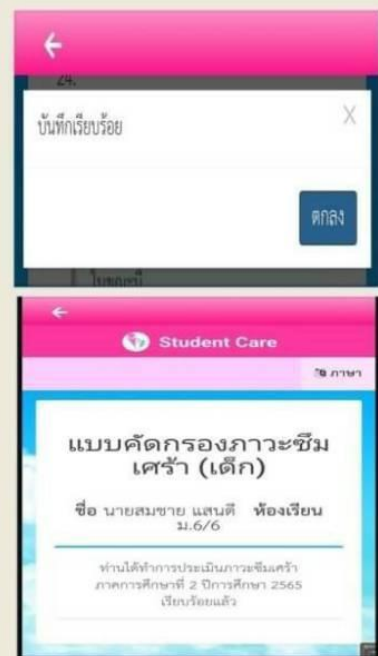 24.
บันทึกเรียบร้อย
X
ตกลง
Student Care
ภาษา
แบบคัดกรองภาวะซึม
เศร้า (เด็ก)
ชื่อ นายสมชาย แสนดี ห้องเรียน
ม.6/6
ท่านได้ทำการประเมินภาวะซึมเศร้า
ภาคการศึกษาที่ 2 ปีการศึกษา 2565
เรียบร้อยแล้ว